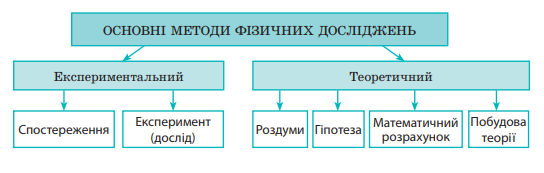 ОСНОВНІ МЕТОДИ ФІЗИЧНИХ ДОСЛІДЖЕНЬ
Експериментальний
Теоретичний
Спостереження
Експеримент
(дослід)
Роздуми
Гіпотеза
Математичний
розрахунок
Побудова
теорії